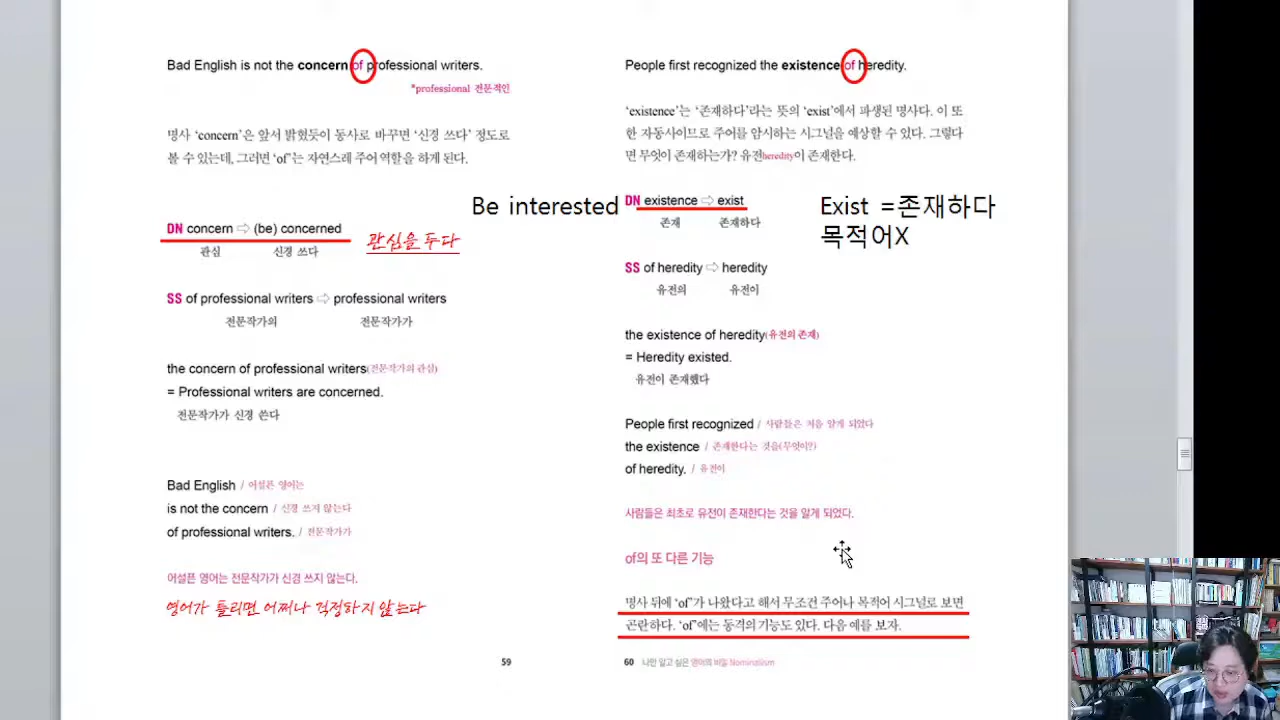 Bad English is not the concern of professional writers.
*professional 전문적인
명사 ‘concern’은 앞서 밝혔듯이 동사로 바꾸면 ‘신경 쓰다’ 정도로
볼 수 있는데, 그러면 ‘of’는 자연스레 주어 역할을 하게 된다.
Be interested
DN concern ⇨ (be) concerned
관심 신경 쓰다
관심을 두다
SS of professional writers ⇨ professional writers
전문작가의 전문작가가
the concern of professional writers(전문작가의 관심)
= Professional writers are concerned.
전문작가가 신경 쓴다
Bad English / 어설픈 영어는
is not the concern / 신경 쓰지 않는다
of professional writers. / 전문작가가
어설픈 영어는 전문작가가 신경 쓰지 않는다.
영어가 틀리면 어쩌나 걱정하지 않는다
59
People first recognized the existence of heredity.
‘existence’는 ‘존재하다’라는 뜻의 ‘exist’에서 파생된 명사다. 이 또
한 자동사이므로 주어를 암시하는 시그널을 예상할 수 있다. 그렇다
면 무엇이 존재하는가? 유전heredity이 존재한다.
DN existence ⇨ exist
존재 존재하다
Exist =존재하다
목적어X
SS of heredity ⇨ heredity
유전의 유전이
the existence of heredity(유전의 존재)
= Heredity existed.
유전이 존재했다
People first recognized / 사람들은 처음 알게 되었다
the existence / 존재한다는 것을(무엇이?)
of heredity. / 유전이
사람들은 최초로 유전이 존재한다는 것을 알게 되었다.
of의 또 다른 기능
명사 뒤에 ‘of’가 나왔다고 해서 무조건 주어나 목적어 시그널로 보면
곤란하다. ‘of’에는 동격의 기능도 있다. 다음 예를 보자.
60 나만 알고 싶은 영어의 비밀 Nominalism